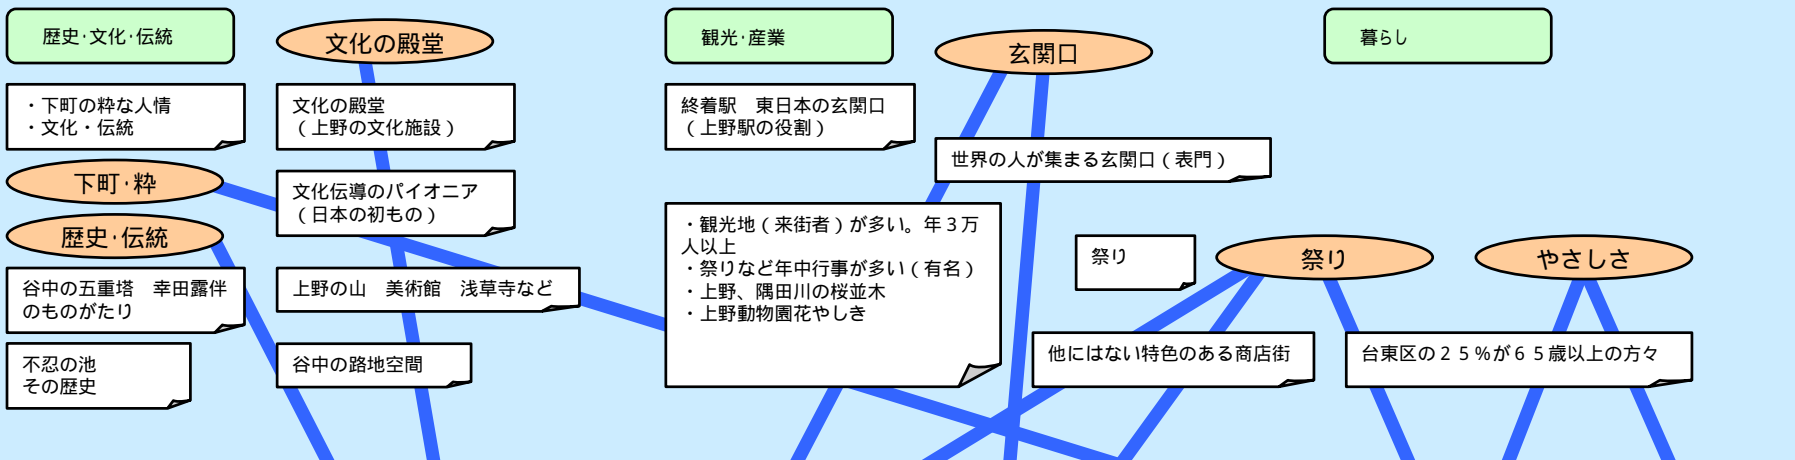 歴史·文化·伝統
文化の殿堂
・下町の粋な人情
・文化・伝統
文化の殿堂
（上野の文化施設）
下町·粋
文化伝導のパイオニア
（日本の初もの）
歴史·伝統
谷中の五重塔　幸田露伴
のものがたり
上野の山　美術館　浅草寺など
不忍の池
その歴史
谷中の路地空間
観光·産業
玄関口
終着駅　東日本の玄関口
（上野駅の役割）
世界の人が集まる玄関口（表門）
・観光地（来街者）が多い。年３万
人以上
・祭りなど年中行事が多い（有名）
・上野、隅田川の桜並木
・上野動物園花やしき
祭り
祭り
他にはない特色のある商店街
暮らし
やさしさ
台東区の２５％が６５歳以上の方々